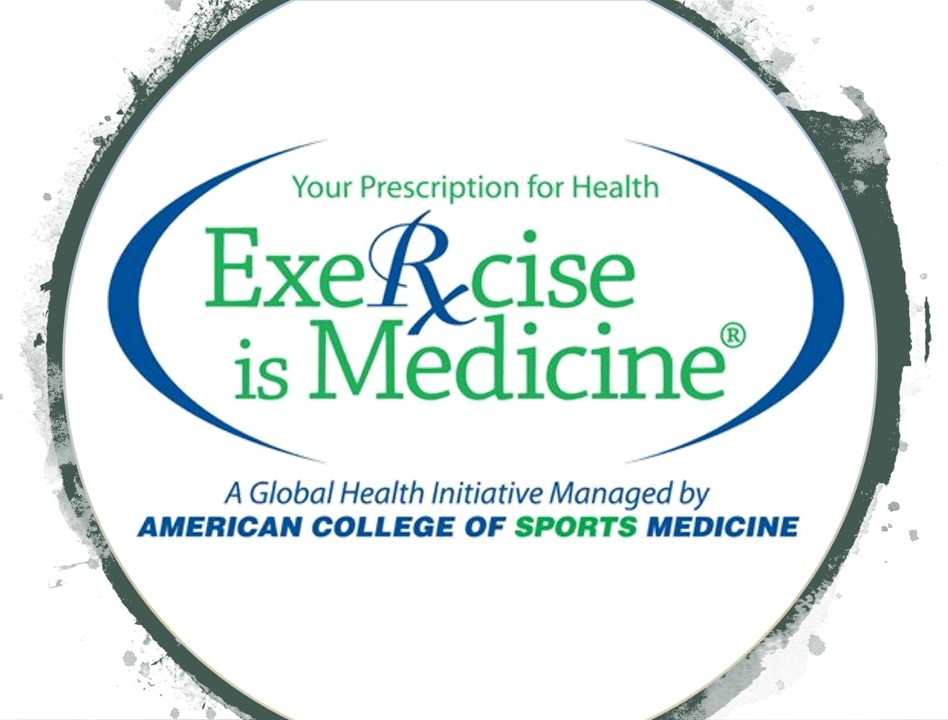 Your Prescription for Health
ExeRxcise
is Medicine®
A Global Health Initiative Managed by
AMERICAN COLLEGE OF SPORTS MEDICINE